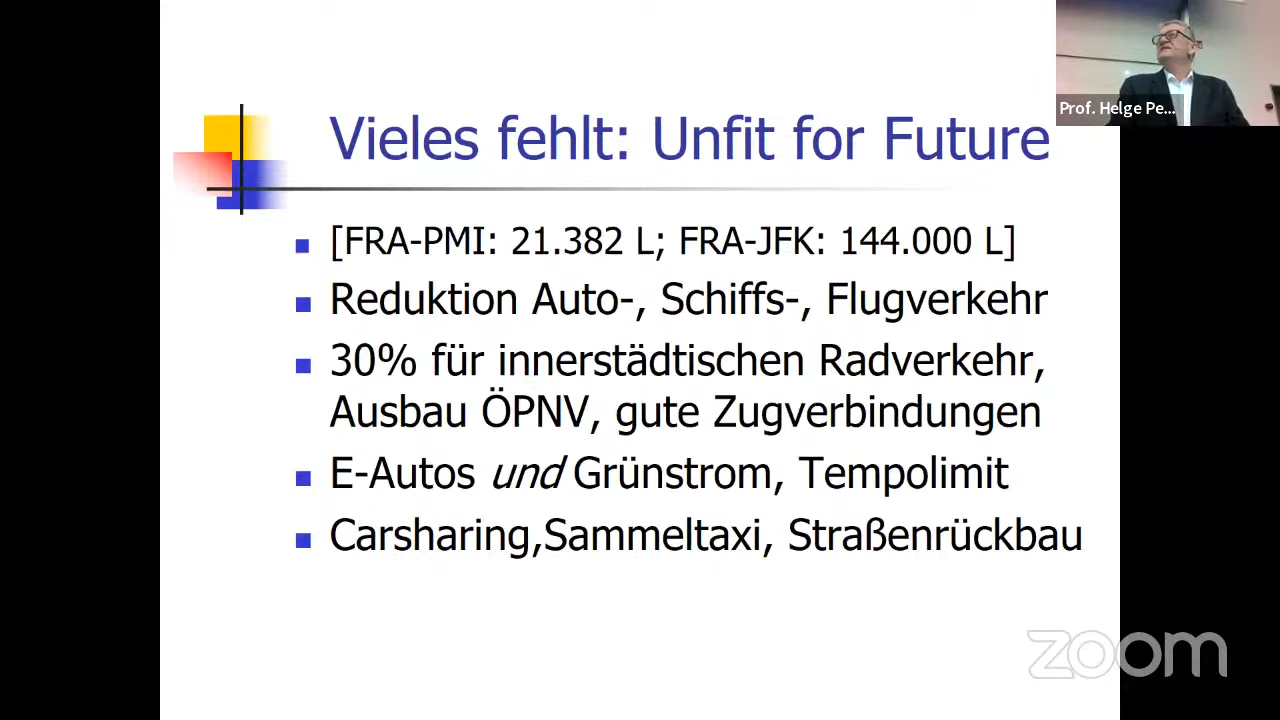 Prof. Helge Pe...
Vieles fehlt: Unfit for Future
[FRA-PMI: 21.382 L; FRA-JFK: 144.000 L]
Reduktion Auto-, Schiffs-, Flugverkehr
30% für innerstädtischen Radverkehr,
Ausbau ÖPNV, gute Zugverbindungen
E-Autos und Grünstrom, Tempolimit
Carsharing,Sammeltaxi, Straßenrückbau
zoom